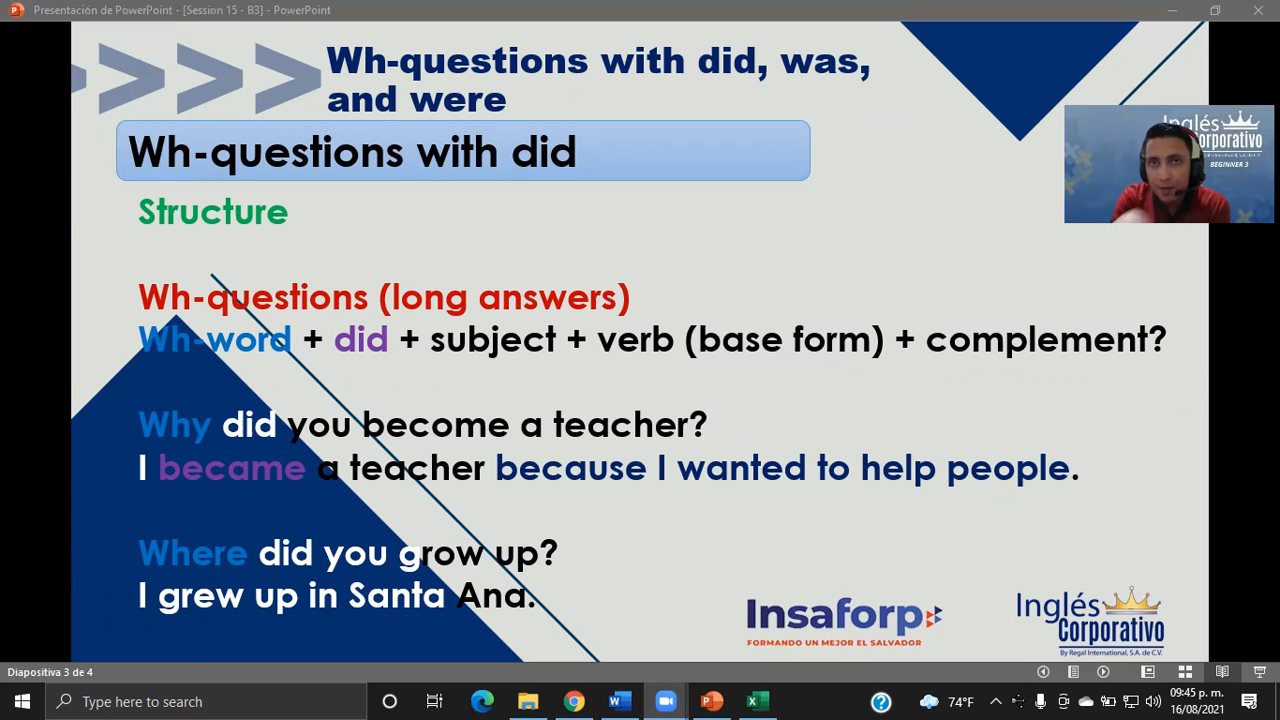 Presentación de PowerPoint - [Session 15 - B3] - PowerPoint
Wh-questions with did, was,
and were
Wh-questions with did
Inglés
Corporativo
BEGINNER 3
Structure
Wh-questions (long answers)
Wh-word + did + subject + verb (base form) + complement?
Why did you become a teacher?
I became a teacher because I wanted to help people.
Where did you grow up?
I grew up in Santa Ana.
Insaforp
FORMANDO UN MEJOR EL SALVADOR
Inglés
Corporativo
By Regal International, S.A. de C.V.
Diapositiva 3 de 4
Type here to search
74°F
09:45 p. m.
16/08/2021